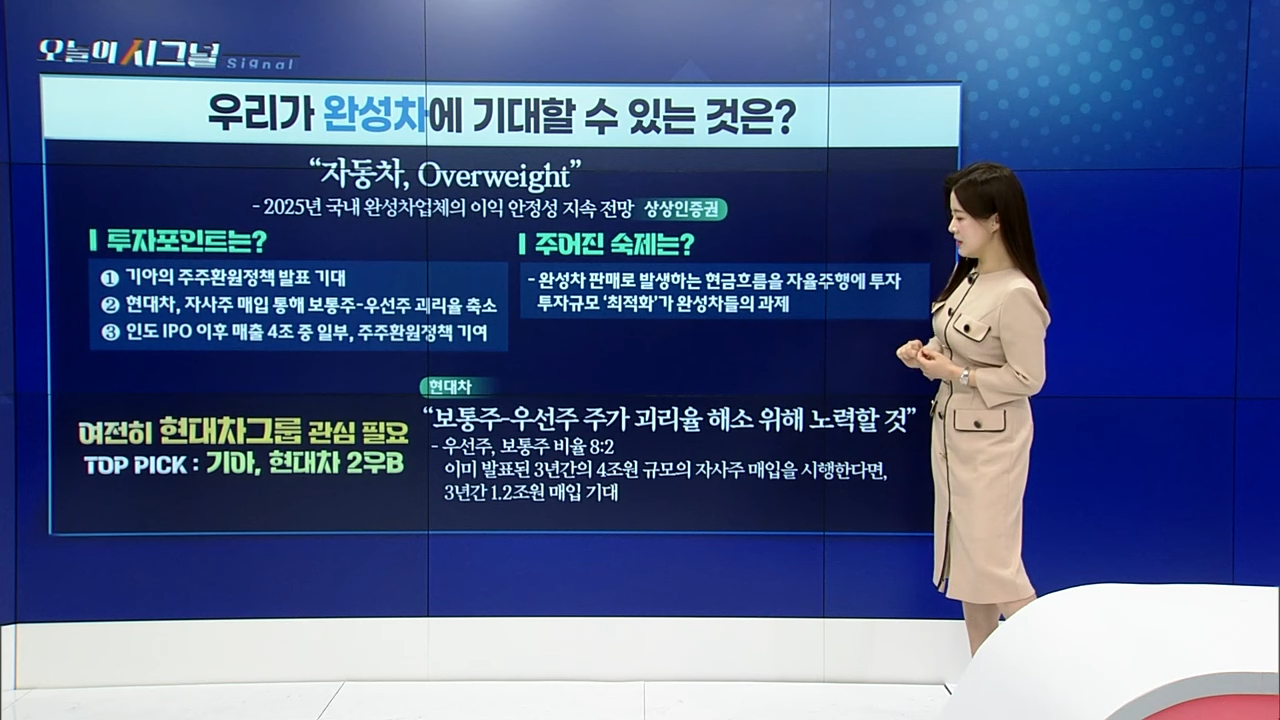 오늘의 시그널
Signal
우리가 완성차에 기대할 수 있는 것은?
“자동차, Overweight”
- 2025년 국내 완성차업체의 이익 안정성 지속 전망 상상인증권
투자포인트는?
❶ 기아의 주주환원정책 발표 기대
❷ 현대차, 자사주 매입 통해 보통주-우선주 괴리율 축소
❸ 인도 IPO 이후 매출 4조 중 일부, 주주환원정책 기여
주어진 숙제는?
- 완성차 판매로 발생하는 현금흐름을 자율주행에 투자
투자규모 ‘최적화’가 완성차들의 과제
여전히 현대차그룹 관심 필요
TOP PICK : 기아, 현대차 2우B
현대차
“보통주-우선주 주가 괴리율 해소 위해 노력할 것”
- 우선주, 보통주 비율 8:2
이미 발표된 3년간의 4조원 규모의 자사주 매입을 시행한다면,
3년간 1.2조원 매입 기대